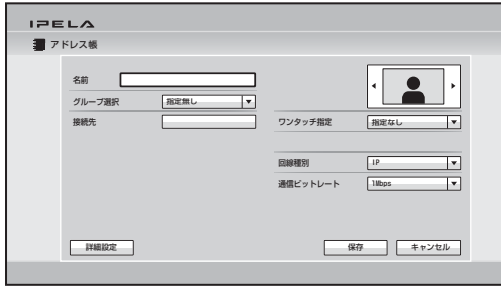 IPELA
アドレス帳
名前
グループ選択 指定無し
接続先
ワンタッチ指定 指定なし
回線種別 IP
通信ビットレート 1Mbps
詳細設定 保存 キャンセル